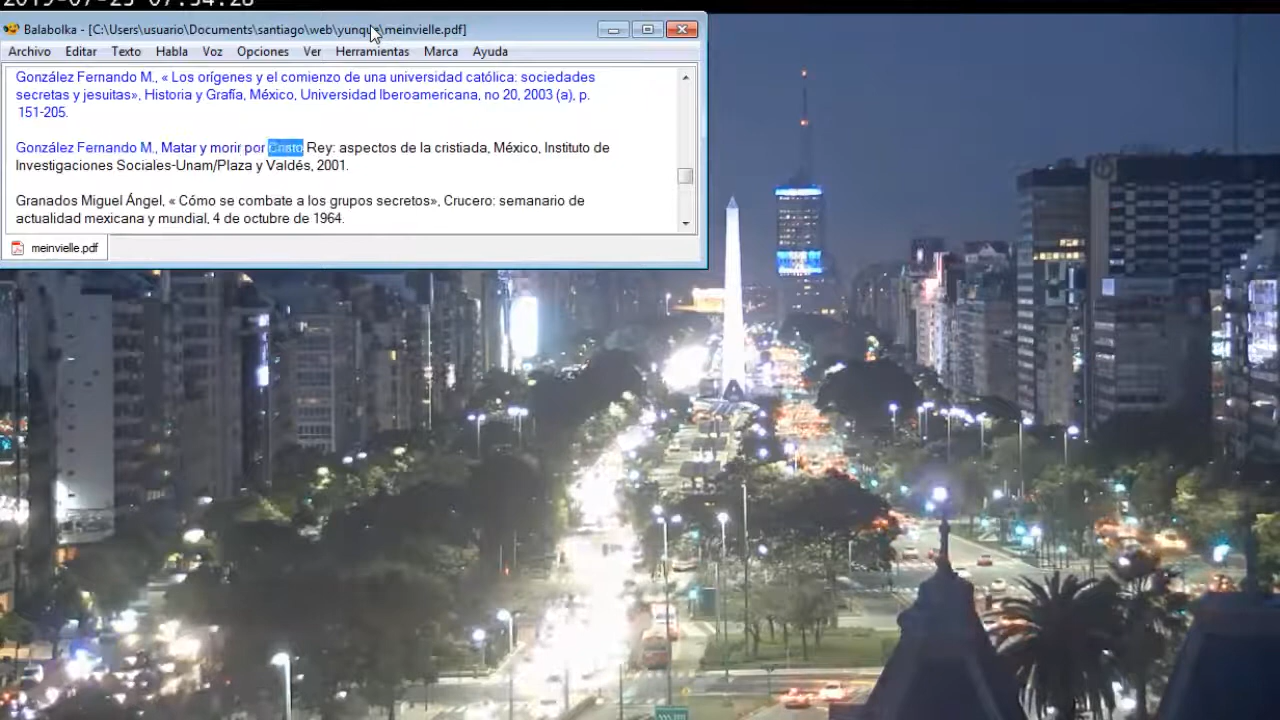 Balabolka - [C:\Users\usuario\Documents\santiago\web\yunque\meinvielle.pdf]
Archivo Editar Texto Habla Voz Opciones Ver Herramientas Marca Ayuda
González Fernando M., « Los orígenes y el comienzo de una universidad católica: sociedades
secretas y jesuitas», Historia y Grafía, México, Universidad Iberoamericana, no 20, 2003 (a), p.
151-205.
González Fernando M., Matar y morir por Cristo Rey: aspectos de la cristiada, México, Instituto de
Investigaciones Sociales-Unam/Plaza y Valdés, 2001.
Granados Miguel Ángel, « Cómo se combate a los grupos secretos», Crucero: semanario de
actualidad mexicana y mundial, 4 de octubre de 1964.
meinvielle.pdf